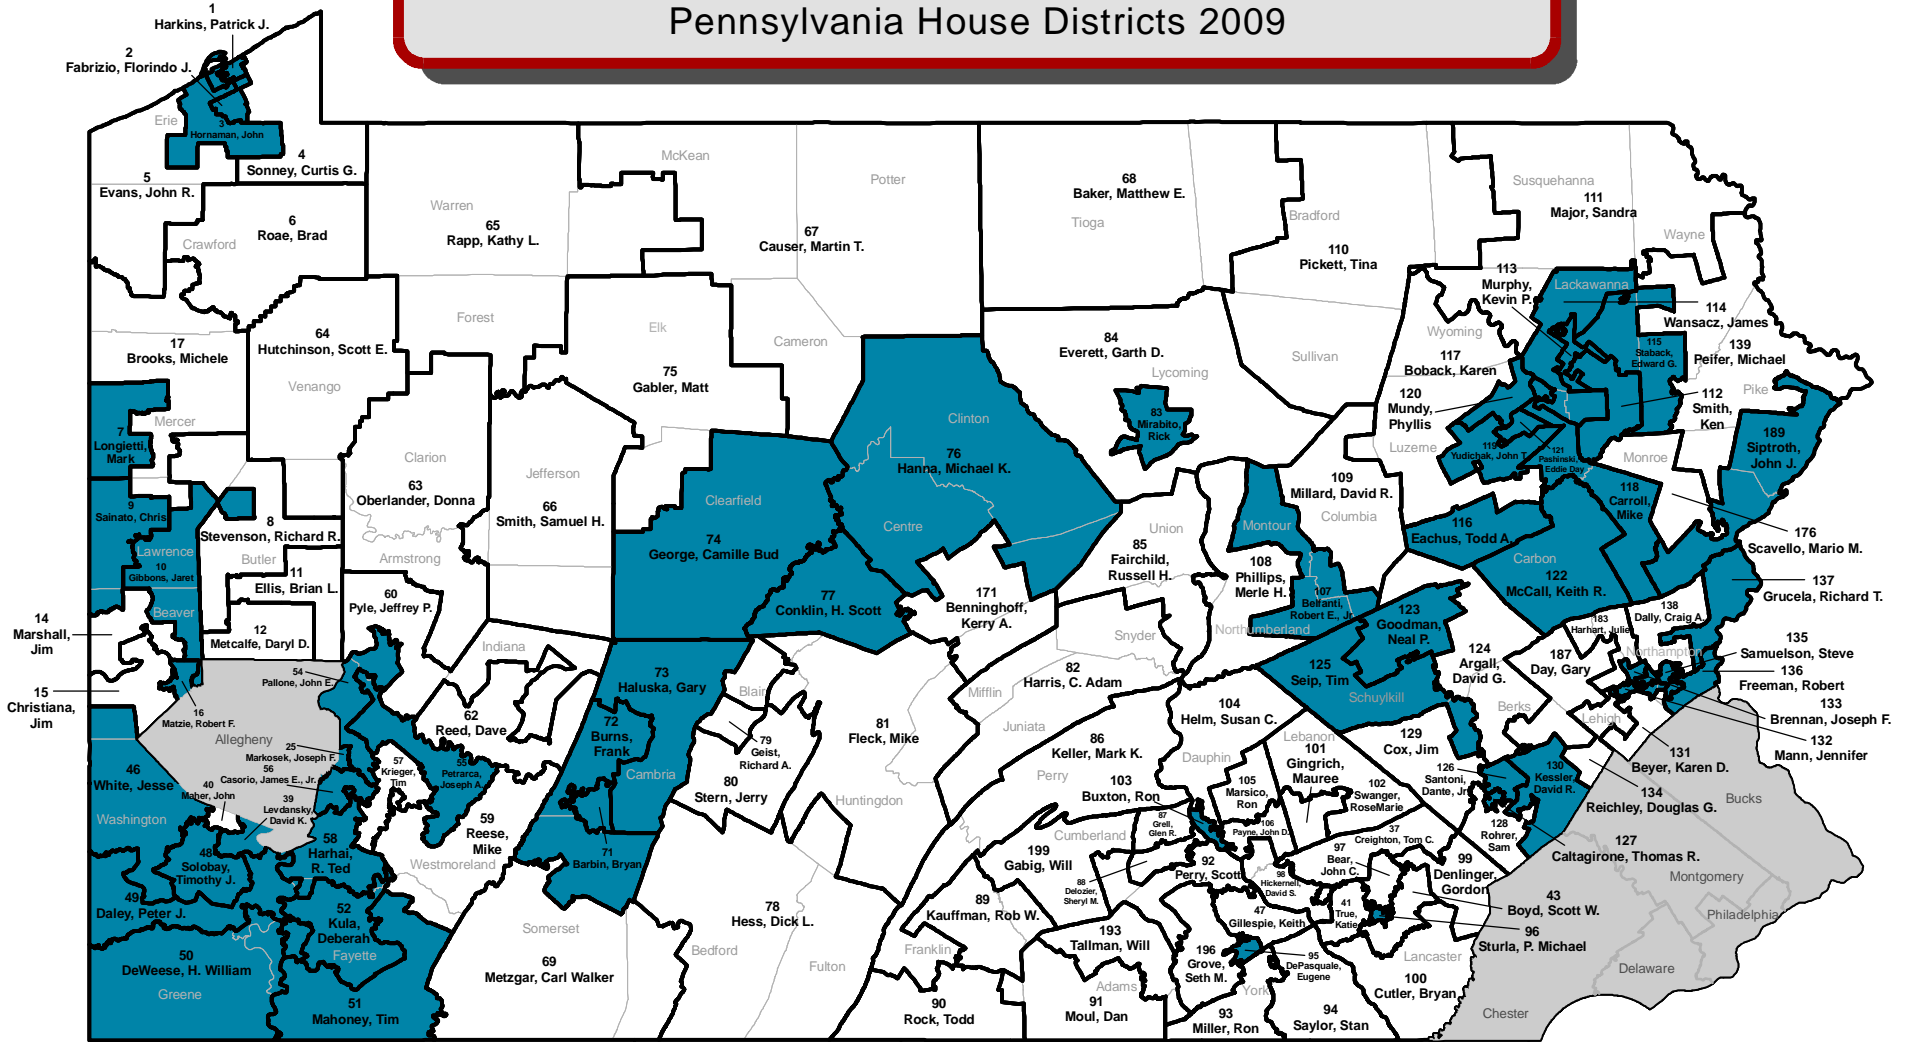 Pennsylvania House Districts 2009
1
Harkins, Patrick J.
2
Fabrizio, Florindo J.
Erie
3
Hornaman, John
4
Sonney, Curtis G.
5
Evans, John R.
6
Roae, Brad
Crawford
Warren
65
Rapp, Kathy L.
McKean
Potter
67
Causer, Martin T.
68
Baker, Matthew E.
Tioga
Bradford
110
Pickett, Tina
Susquehanna
111
Major, Sandra
Wayne
113
Murphy,
Kevin P.
Lackawanna
114
Wansacz, James
115
Staback,
Edward G.
139
Peifer, Michael
Pike
112
Smith,
Ken
189
Siptroth,
John J.
Monroe
17
Brooks, Michele
64
Hutchinson, Scott E.
Venango
Forest
Elk
Cameron
75
Gabler, Matt
84
Everett, Garth D.
Lycoming
Sullivan
Wyoming
117
Boback, Karen
120
Mundy,
Phyllis
83
Mirabito,
Rick
Mercer
7
Longietti,
Mark
Clinton
76
Hanna, Michael K.
Luzerne
119
Yudichak, John T.
121
Pashinski,
Eddie Day
118
Carroll,
Mike
Clarion
63
Oberlander, Donna
Jefferson
66
Smith, Samuel H.
Clearfield
74
George, Camille Bud
Centre
109
Millard, David R.
Columbia
Montour
Union
85
Fairchild,
Russell H.
108
Phillips,
Merle H.
116
Eachus, Todd A.
Carbon
122
McCall, Keith R.
176
Scavello, Mario M.
137
Grucela, Richard T.
9
Sainato, Chris
Lawrence
10
Gibbons, Jaret
Beaver
8
Stevenson, Richard R.
Butler
11
Ellis, Brian L.
12
Metcalfe, Daryl D.
Armstrong
60
Pyle, Jeffrey P.
Indiana
77
Conklin, H. Scott
171
Benninghoff,
Kerry A.
107
Belfanti,
Robert E., Jr.
Northumberland
Snyder
123
Goodman,
Neal P.
125
Seip, Tim
Schuylkill
124
Argall,
David G.
183
Harhart, Julie
138
Dally, Craig A.
187
Day, Gary
Northampton
135
Samuelson, Steve
136
Freeman, Robert
133
Brennan, Joseph F.
132
Mann, Jennifer
14
Marshall,
Jim
15
Christiana,
Jim
16
Matzie, Robert F.
54
Pallone, John E.
Allegheny
62
Reed, Dave
73
Haluska, Gary
72
Burns,
Frank
Cambria
Blair
79
Geist,
Richard A.
80
Stern, Jerry
81
Fleck, Mike
Huntingdon
Mifflin
82
Harris, C. Adam
Juniata
86
Keller, Mark K.
Perry
104
Helm, Susan C.
Dauphin
Lebanon
101
Gingrich,
Mauree
129
Cox, Jim
Berks
Lehigh
131
Beyer, Karen D.
134
Reichley, Douglas G.
Bucks
46
White, Jesse
Washington
25
Markosek, Joseph F.
56
Casorio, James E., Jr.
40
Maher, John
39
Levdansky,
David K.
57
Krieger,
Tim
55
Petrarca,
Joseph A.
58
Harhai,
R. Ted
59
Reese,
Mike
Westmoreland
71
Barbin, Bryan
103
Buxton, Ron
105
Marsico,
Ron
102
Swanger,
RoseMarie
126
Santoni,
Dante, Jr
130
Kessler,
David R.
128
Rohrer,
Sam
127
Caltagirone, Thomas R.
Montgomery
Philadelphia
Cumberland
87
Grell,
Glen R.
106
Payne, John D.
37
Creighton, Tom C.
199
Gabig, Will
88
Delozier,
Sheryl M.
92
Perry, Scott
98
Hickernell,
David S.
97
Bear,
John C.
99
Denlinger,
Gordon
43
Boyd, Scott W.
96
Sturla, P. Michael
48
Solobay,
Timothy J.
49
Daley, Peter J.
52
Kula,
Deberah
Fayette
50
DeWeese, H. William
Greene
51
Mahoney, Tim
Somerset
69
Metzgar, Carl Walker
Bedford
78
Hess, Dick L.
Fulton
89
Kauffman, Rob W.
Franklin
90
Rock, Todd
193
Tallman, Will
Adams
91
Moul, Dan
47
Gillespie, Keith
196
Grove,
Seth M.
95
DePasquale,
Eugene
York
93
Miller, Ron
94
Saylor, Stan
41
True,
Katie
Lancaster
100
Cutler, Bryan
Delaware
Chester